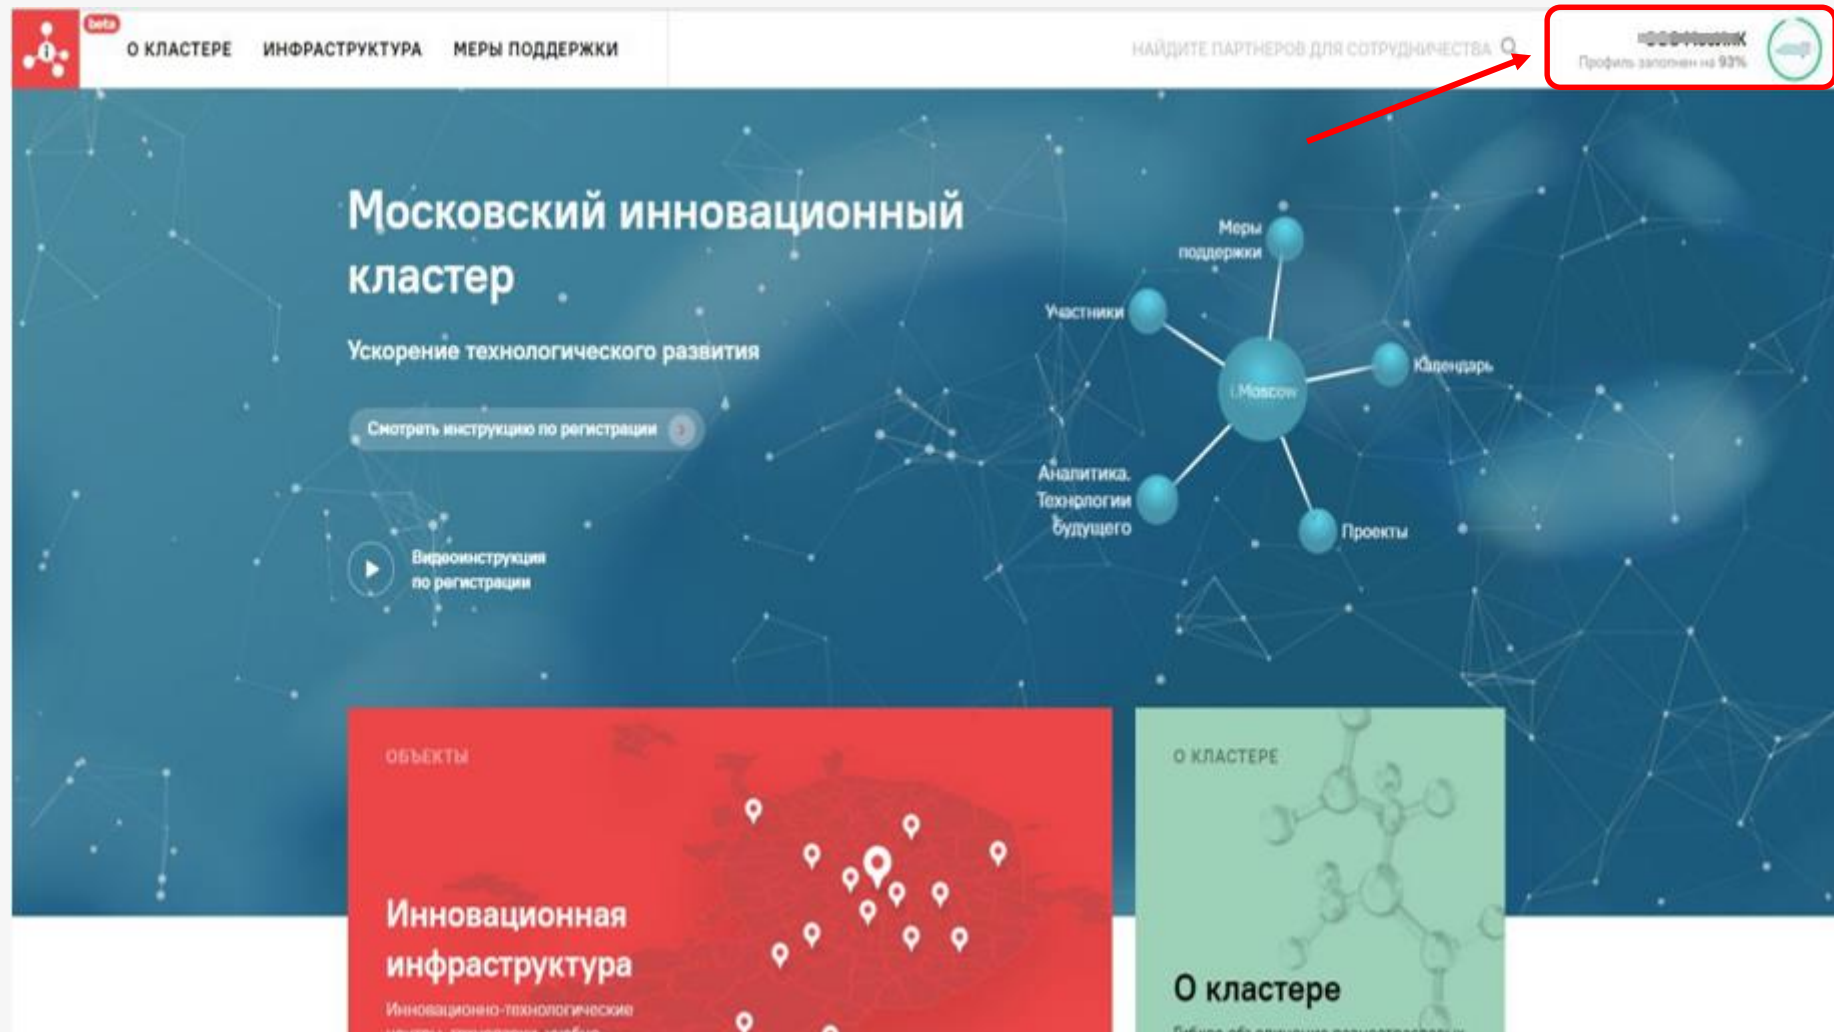 beta
О КЛАСТЕРЕ
ИНФРАСТРУКТУРА
МЕРЫ ПОДДЕРЖКИ
НАЙДИТЕ ПАРТНЕРОВ ДЛЯ СОТРУДНИЧЕСТВА
Профиль заполнен на 93%
Московский инновационный
кластер
Ускорение технологического развития
Смотреть инструкцию по регистрации
Видеоинструкция
по регистрации
Меры
поддержки
Участники
i.Moscow
Календарь
Аналитика.
Технологии
будущего
Проекты
ОБЪЕКТЫ
Инновационная
инфраструктура
Инновационно-технологические
О КЛАСТЕРЕ
О кластере